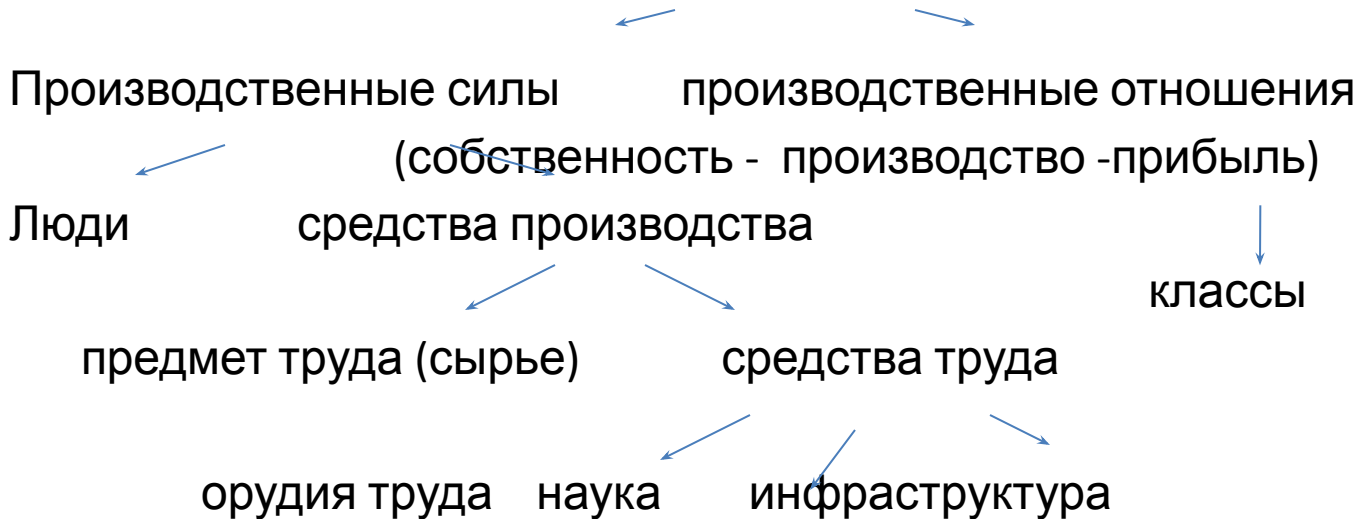 Производственные силы производственные отношения
(собственность - производство -прибыль)
Люди средства производства
классы
предмет труда (сырье) средства труда
орудия труда наука инфраструктура